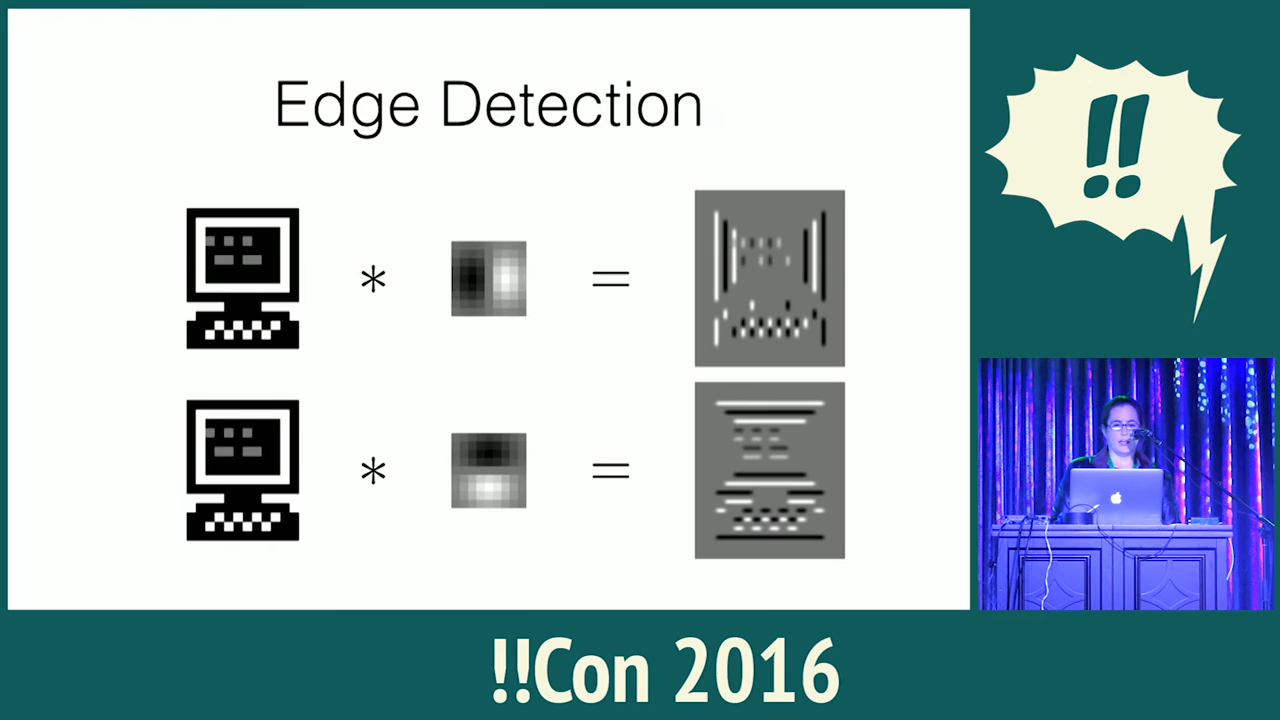 Edge Detection
* =
* =
!!
!!Con 2016